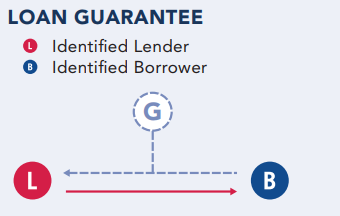 LOAN GUARANTEE
L Identified Lender
B Identified Borrower
G
L B